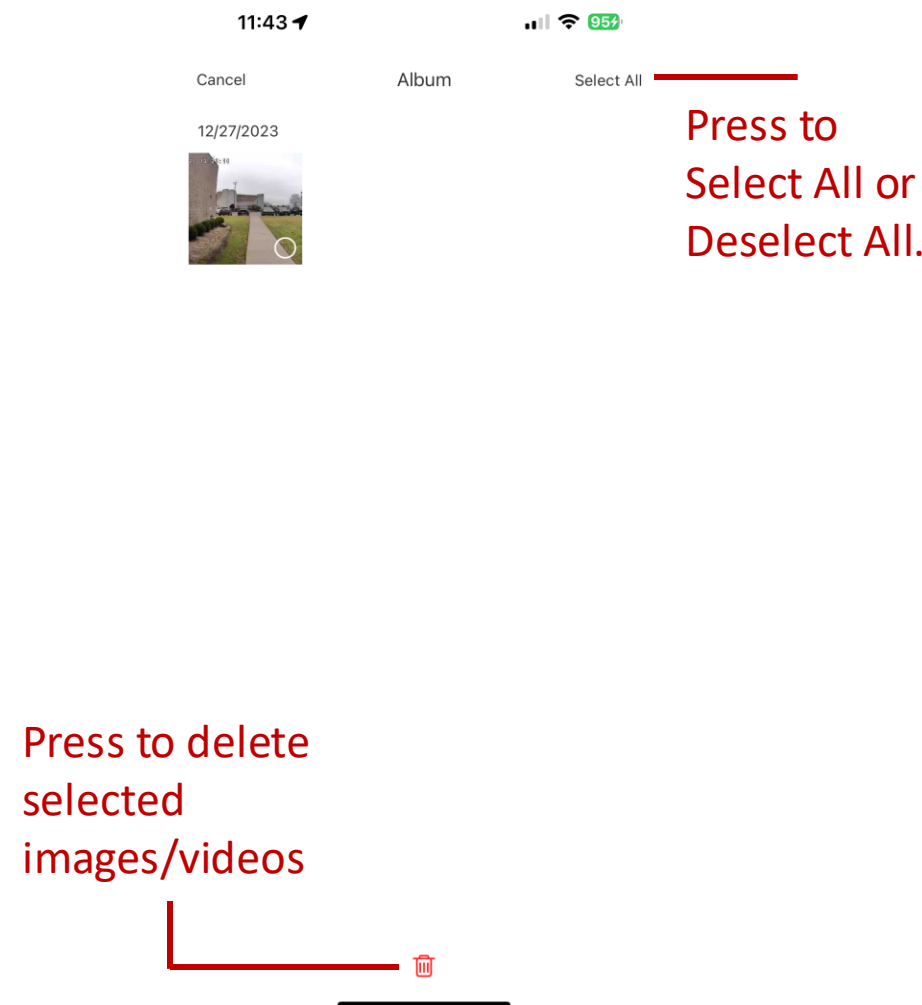 11:43
95
Cancel
Album
Select All
12/27/2023
Press to
Select All or
Deselect All.
Press to delete
selected
images/videos